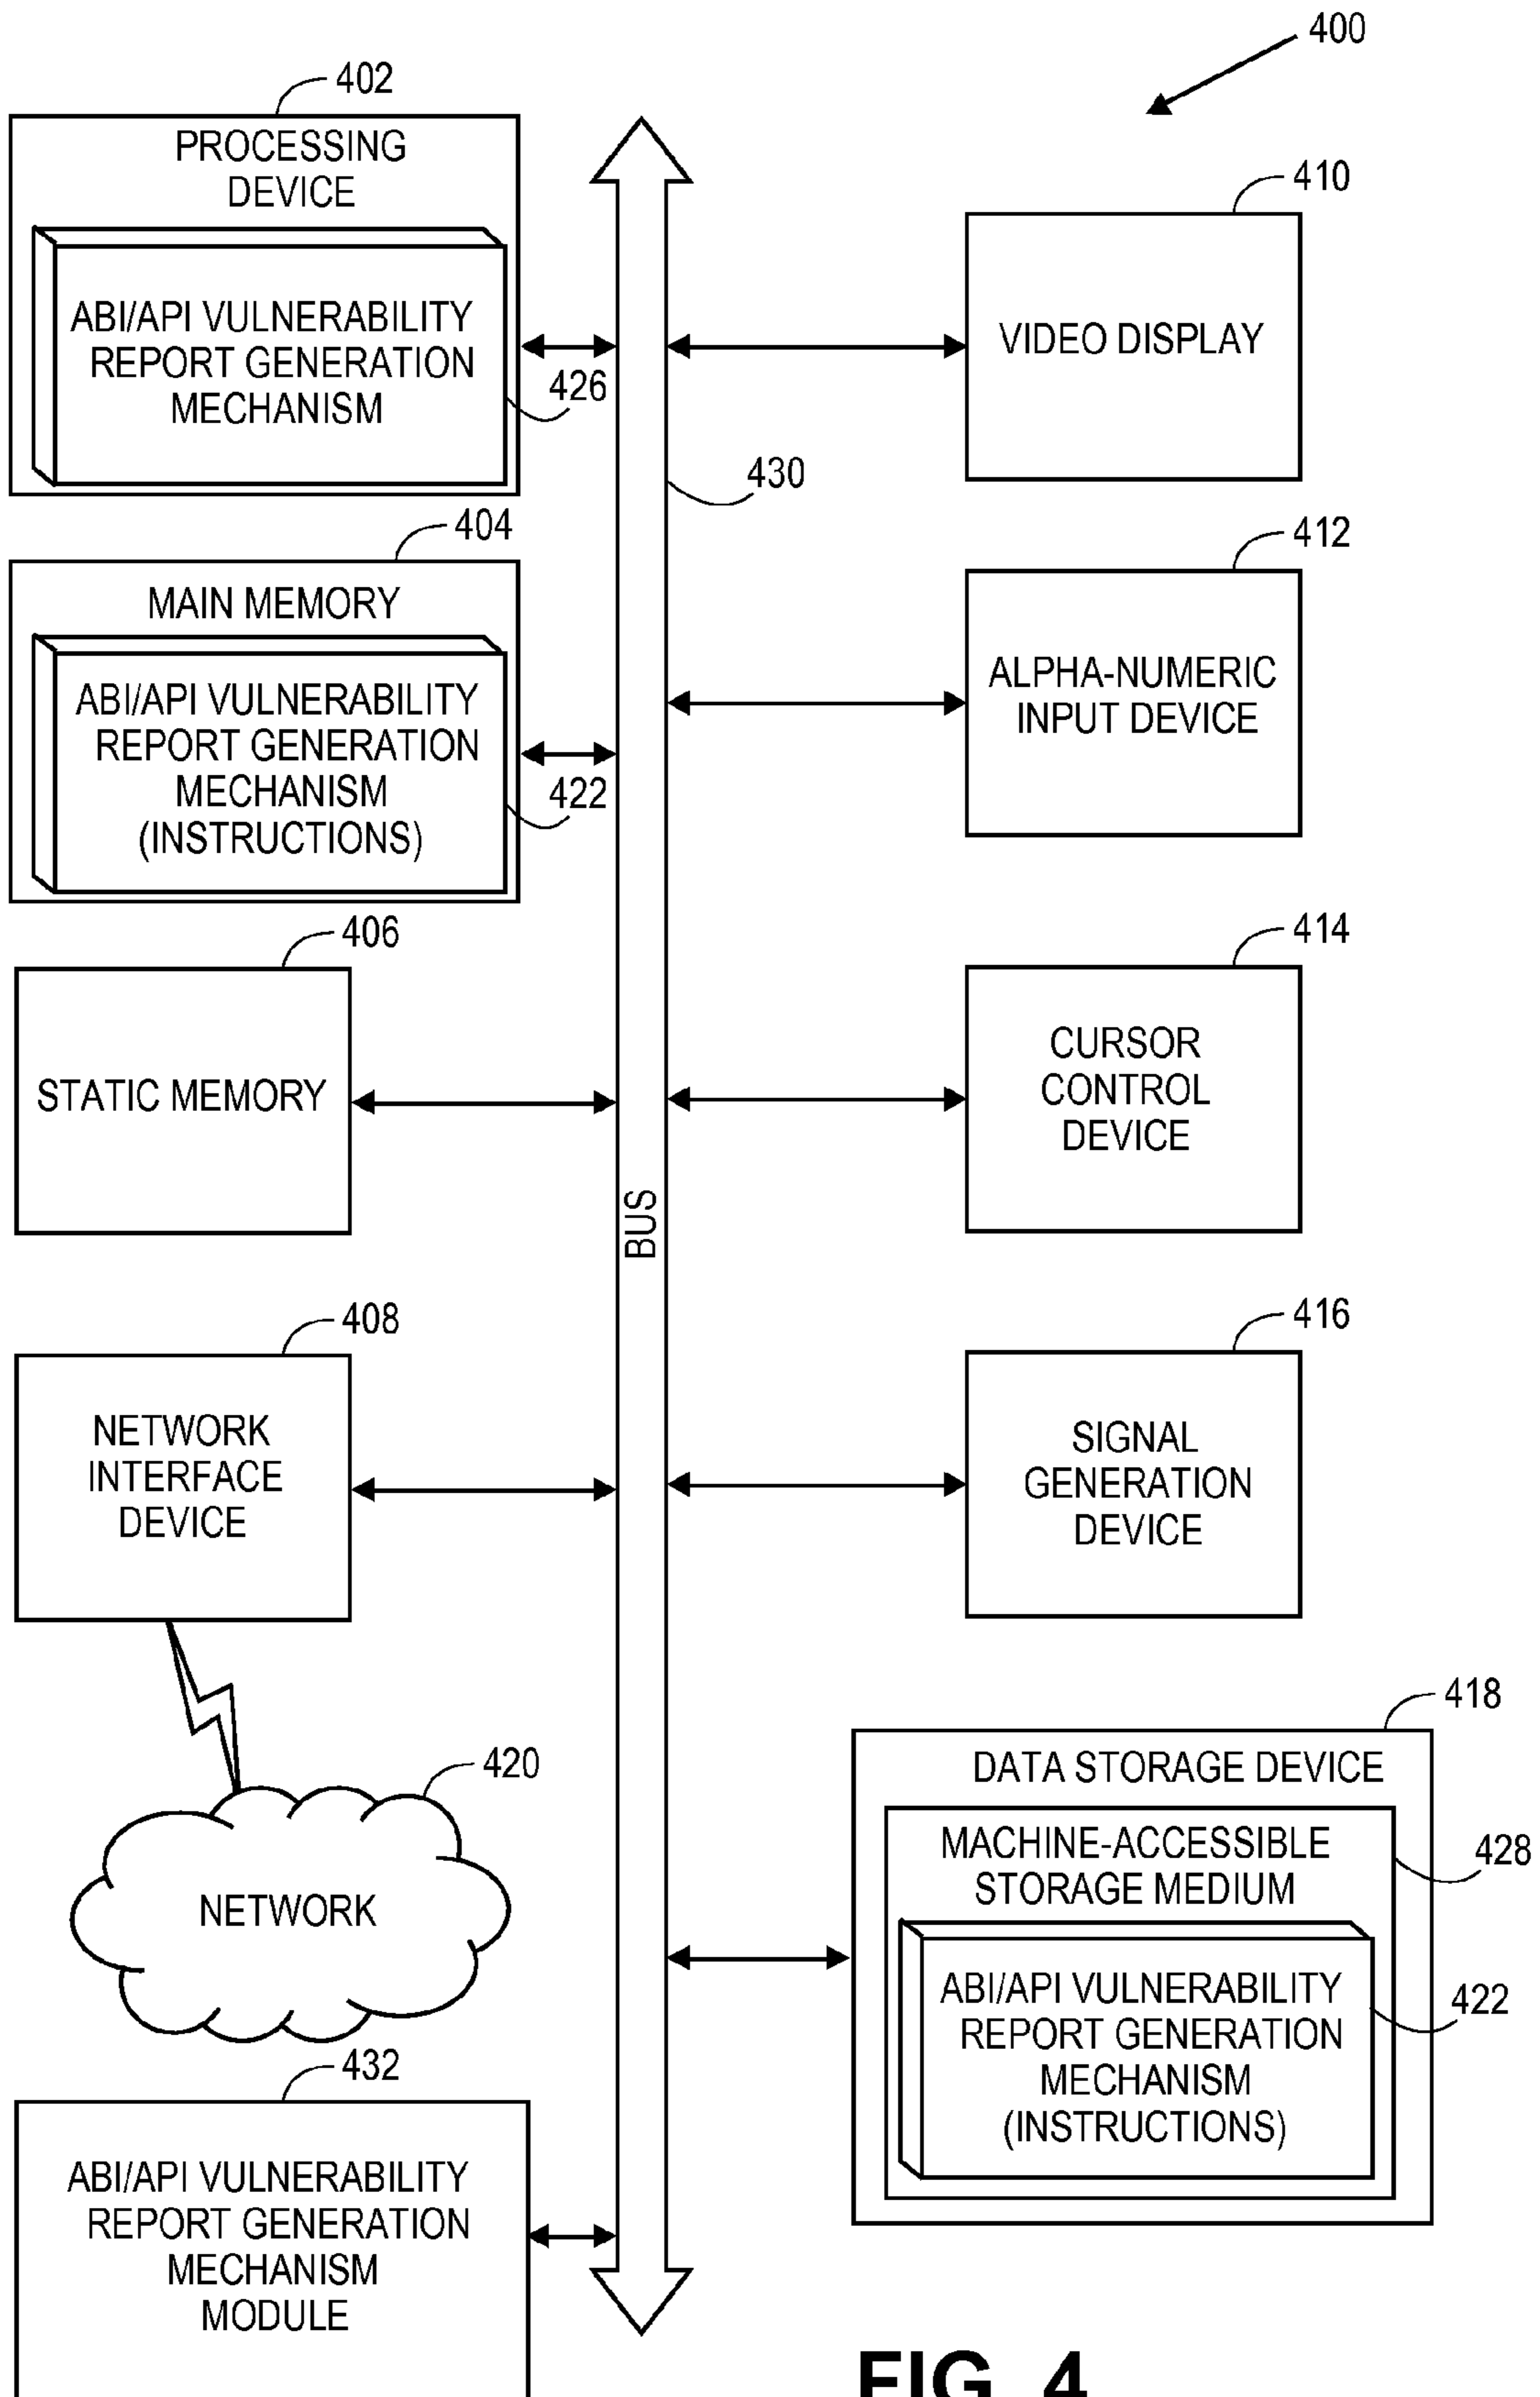 400
402
PROCESSING
DEVICE
ABI/API VULNERABILITY
REPORT GENERATION
MECHANISM
426
410
VIDEO DISPLAY
430
404
MAIN MEMORY
ABI/API VULNERABILITY
REPORT GENERATION
MECHANISM
(INSTRUCTIONS)
422
412
ALPHA-NUMERIC
INPUT DEVICE
406
STATIC MEMORY
414
CURSOR
CONTROL
DEVICE
BUS
408
NETWORK
INTERFACE
DEVICE
416
SIGNAL
GENERATION
DEVICE
420
NETWORK
418
DATA STORAGE DEVICE
MACHINE-ACCESSIBLE
STORAGE MEDIUM
428
ABI/API VULNERABILITY
REPORT GENERATION
MECHANISM
(INSTRUCTIONS)
422
432
ABI/API VULNERABILITY
REPORT GENERATION
MECHANISM
MODULE
FIG. 4